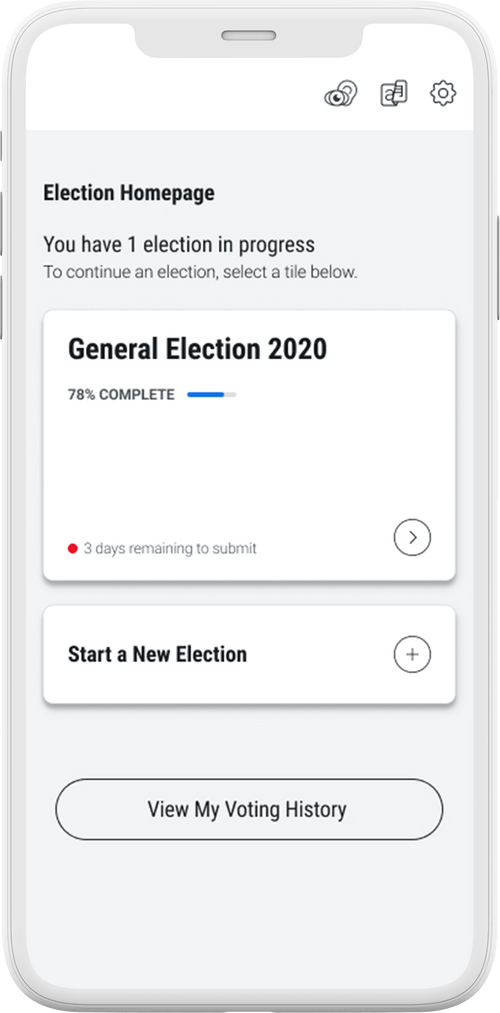 Election Homepage
You have 1 election in progress
To continue an election, select a tile below.
General Election 2020
78% COMPLETE
3 days remaining to submit
Start a New Election
View My Voting History